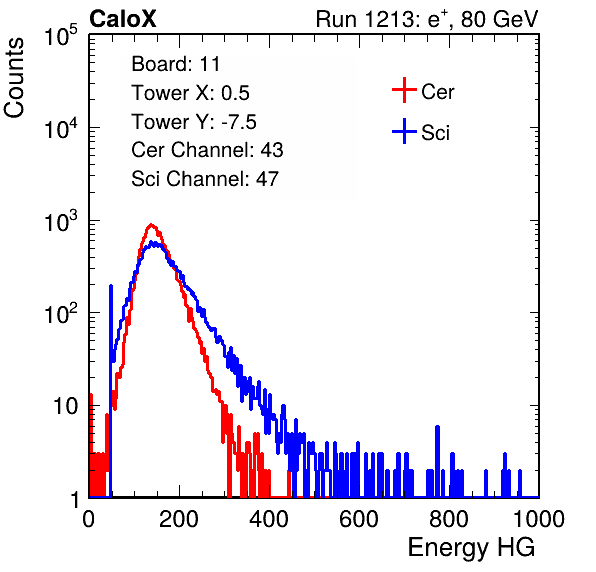 CaloX Run 1213: e⁺, 80 GeV
Counts
Board: 11
Tower X: 0.5
Tower Y: -7.5
Cer Channel: 43
Sci Channel: 47
Cer
Sci
10⁵
10⁴
10³
10²
10
1
0 200 400 600 800 1000
Energy HG